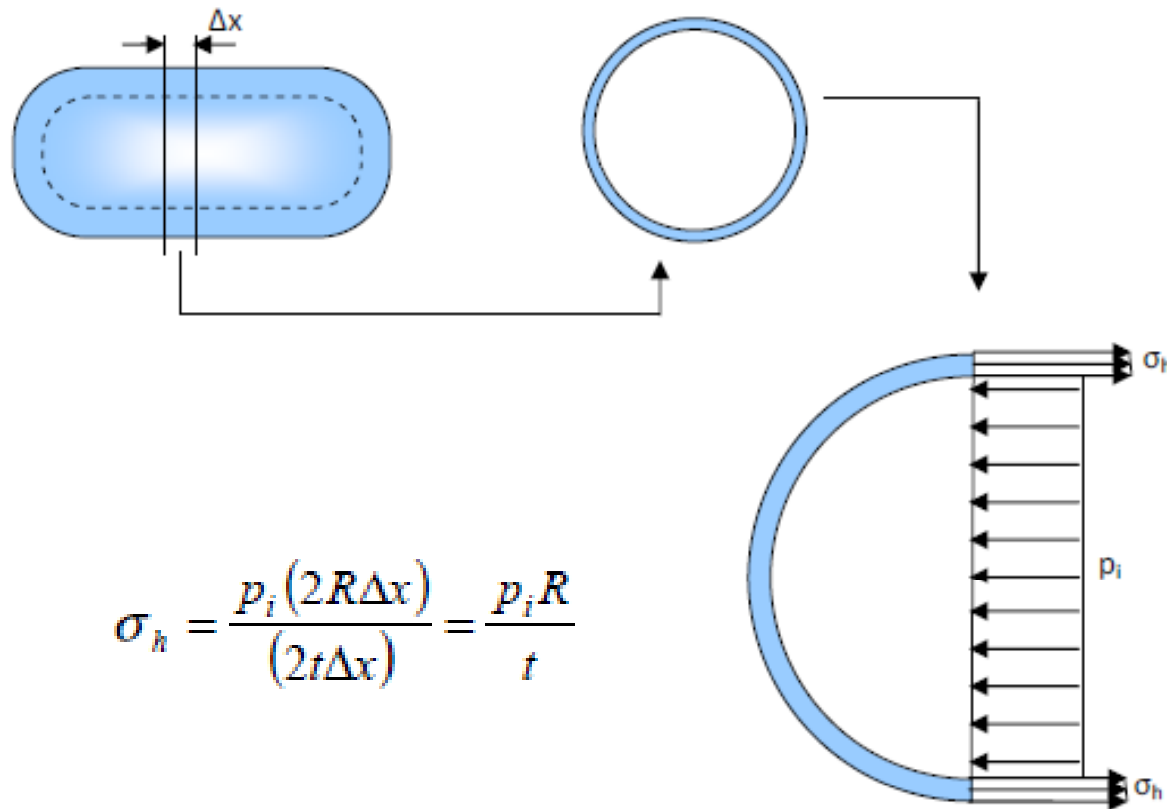 Δx
σₕ
pᵢ
σₕ = pᵢ(2RΔx) / (2tΔx) = pᵢR / t
σₕ